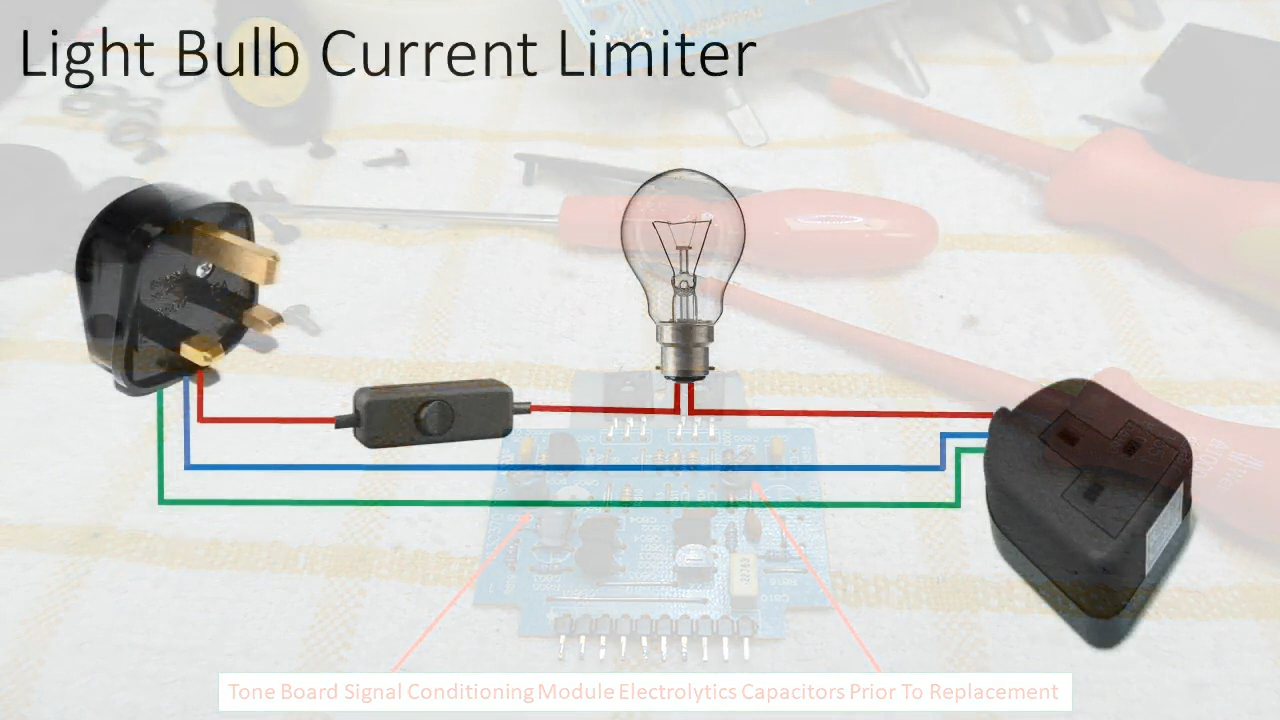 Light Bulb Current Limiter
Tone Board Signal Conditioning Module Electrolytics Capacitors Prior To Replacement